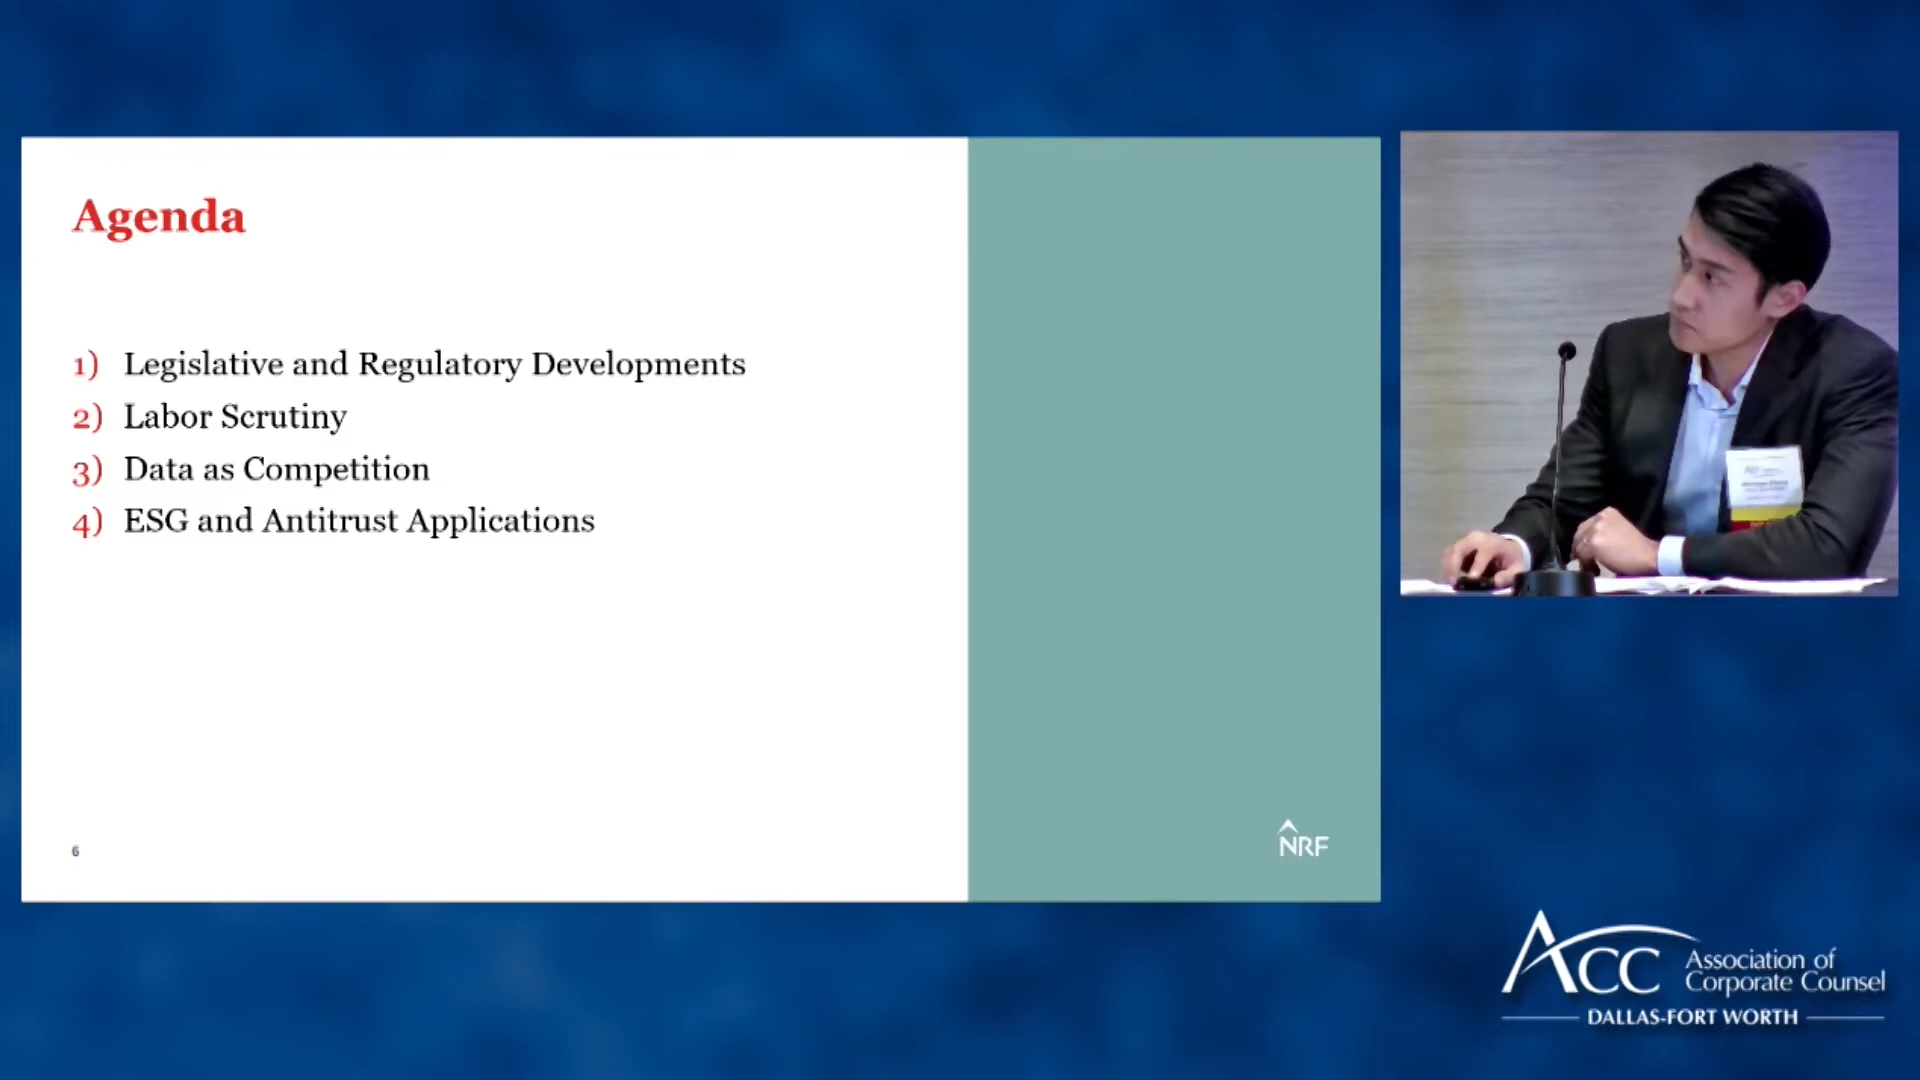 Agenda
1) Legislative and Regulatory Developments
2) Labor Scrutiny
3) Data as Competition
4) ESG and Antitrust Applications
6
NRF
ACC Association of
Corporate Counsel
DALLAS-FORT WORTH